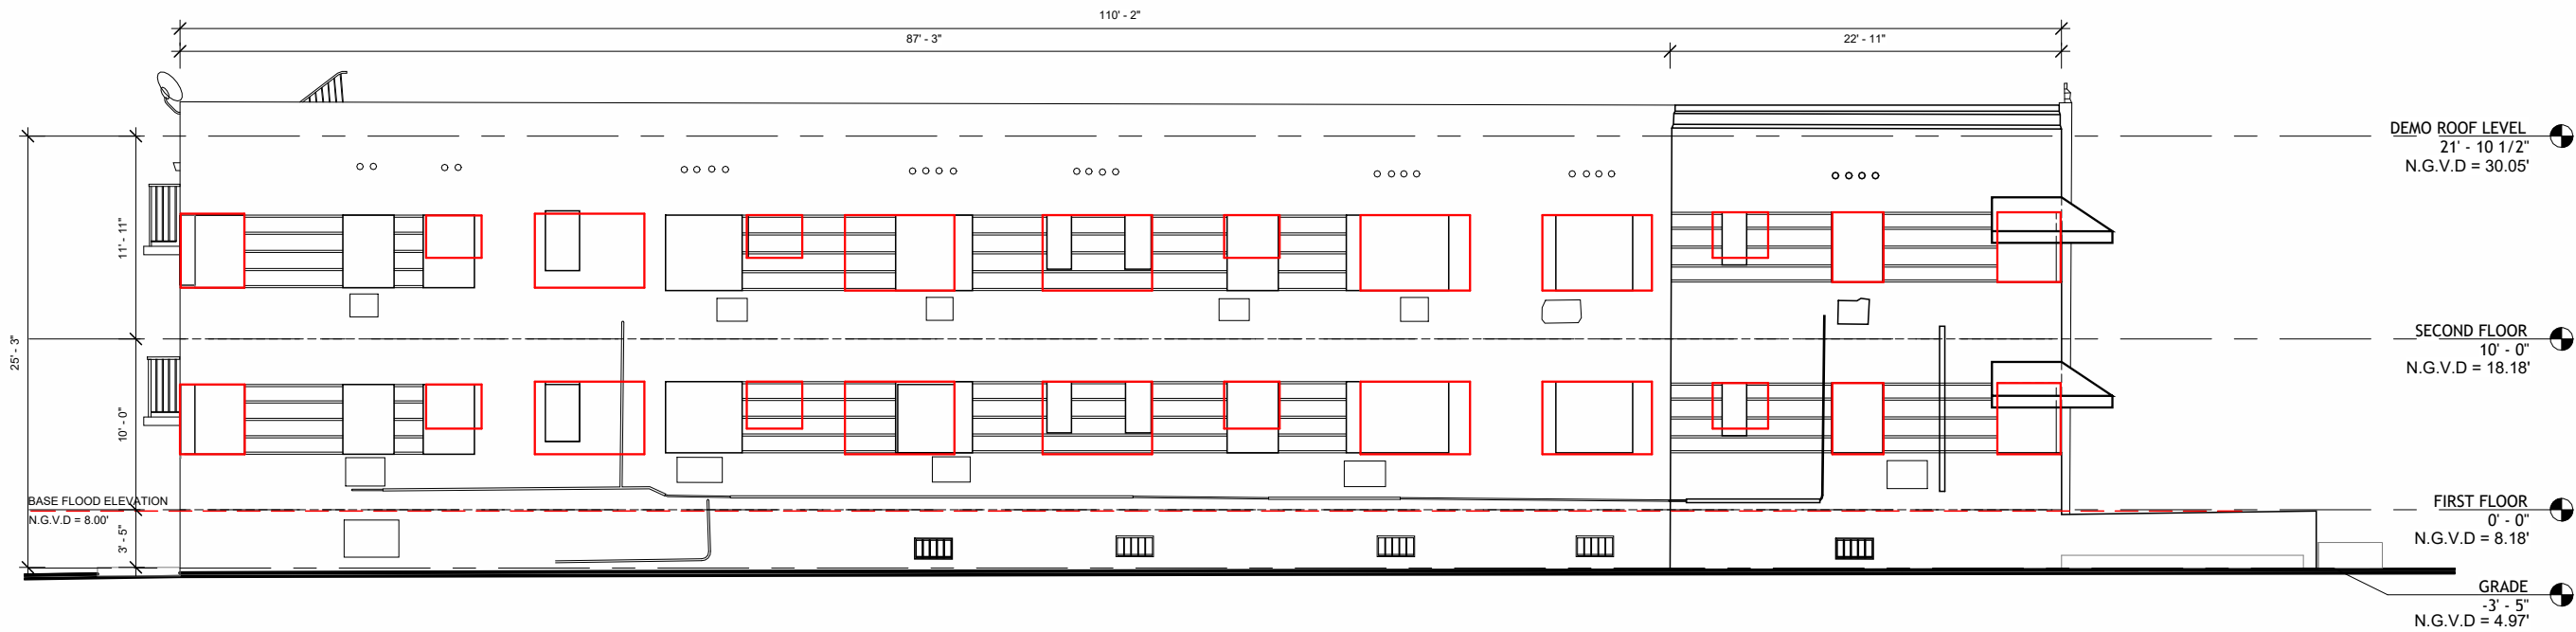 110' - 2"
87' - 3"
22' - 11"
DEMO ROOF LEVEL
21' - 10 1/2"
N.G.V.D = 30.05'
11' - 11"
25' - 3"
SECOND FLOOR
10' - 0"
N.G.V.D = 18.18'
10' - 0"
BASE FLOOD ELEVATION
N.G.V.D = 8.00'
3' - 5"
FIRST FLOOR
0' - 0"
N.G.V.D = 8.18'
GRADE
-3' - 5"
N.G.V.D = 4.97'